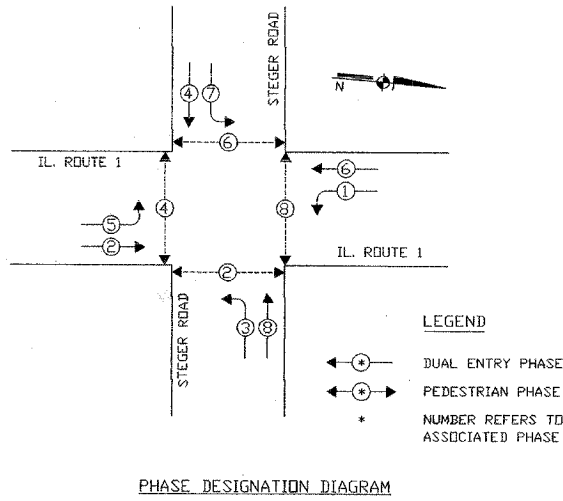 STEGER ROAD
4 7
N
6
IL. ROUTE 1
6
1
4 8
5
2
IL. ROUTE 1
2
STEGER ROAD
3 8
LEGEND
* DUAL ENTRY PHASE
* PEDESTRIAN PHASE
* NUMBER REFERS TO
ASSOCIATED PHASE
PHASE DESIGNATION DIAGRAM